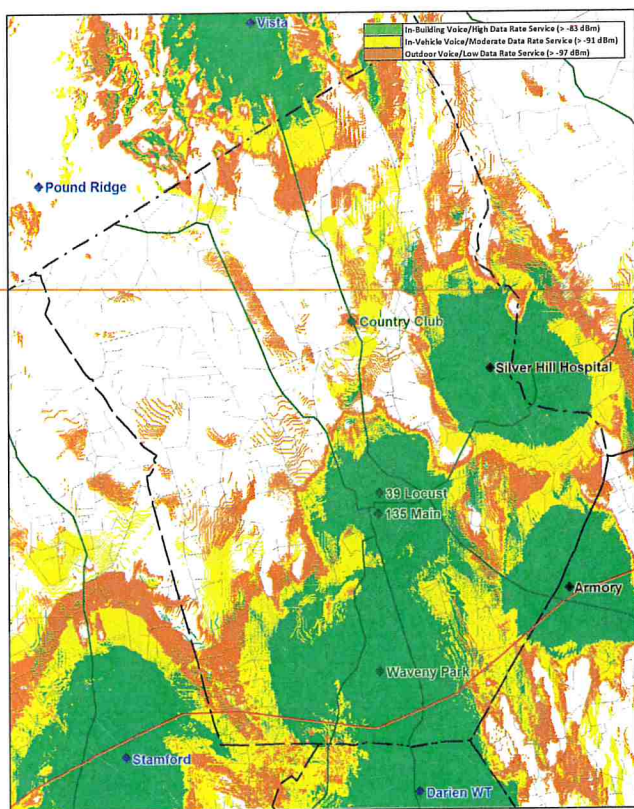 Vista
In-Building Voice/High Data Rate Service (> -83 dBm)
In-Vehicle Voice/Moderate Data Rate Service (> -91 dBm)
Outdoor Voice/Low Data Rate Service (> -97 dBm)
Pound Ridge
Country Club
Silver Hill Hospital
39 Locust
135 Main
Armory
Waveny Park
Stamford
Darien WT